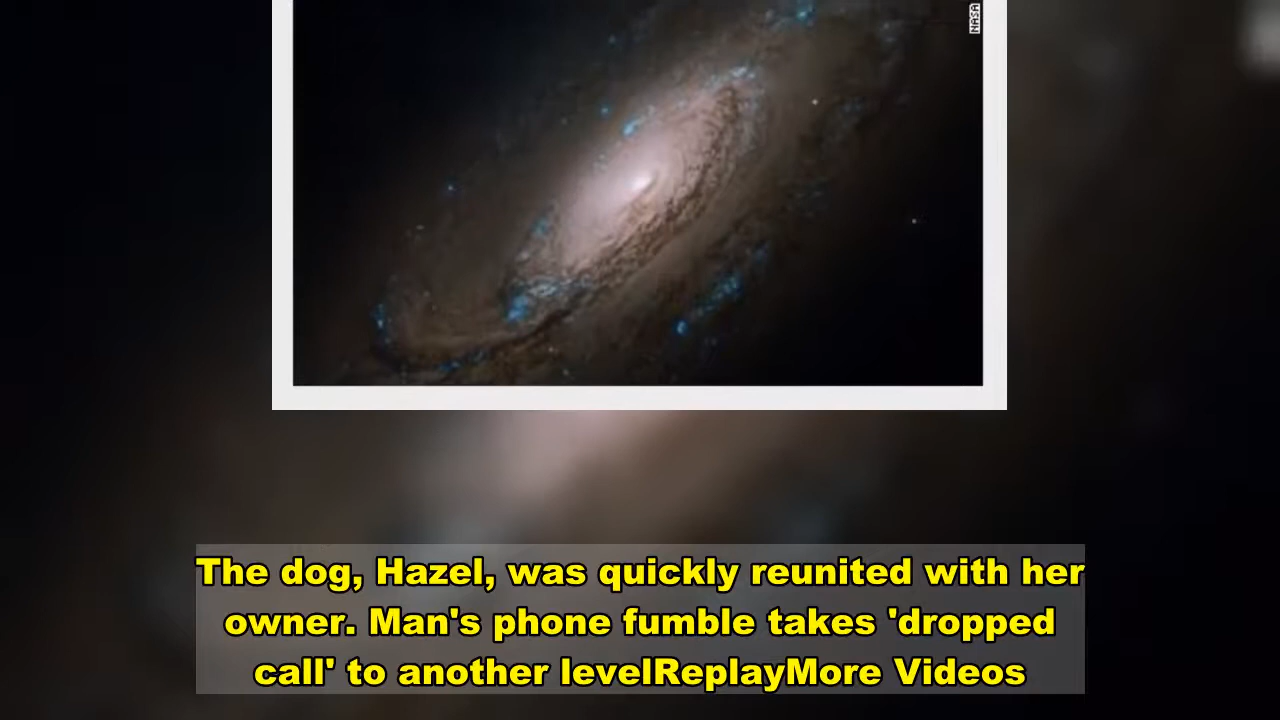 NASA
The dog, Hazel, was quickly reunited with her
owner. Man's phone fumble takes 'dropped
call' to another levelReplayMore Videos